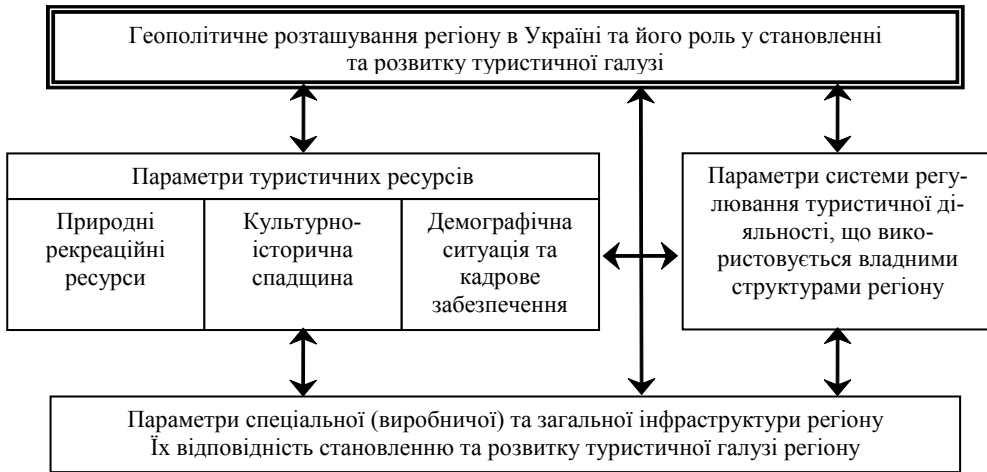 Геополітичне розташування регіону в Україні та його роль у становленні
та розвитку туристичної галузі
Параметри туристичних ресурсів
Природні
рекреаційні
ресурси
Культурно-
історична
спадщина
Демографічна
ситуація та
кадрове
забезпечення
Параметри системи регу-
лювання туристичної ді-
яльності, що вико-
ристовується владними
структурами регіону
Параметри спеціальної (виробничої) та загальної інфраструктури регіону
Їх відповідність становленню та розвитку туристичної галузі регіону